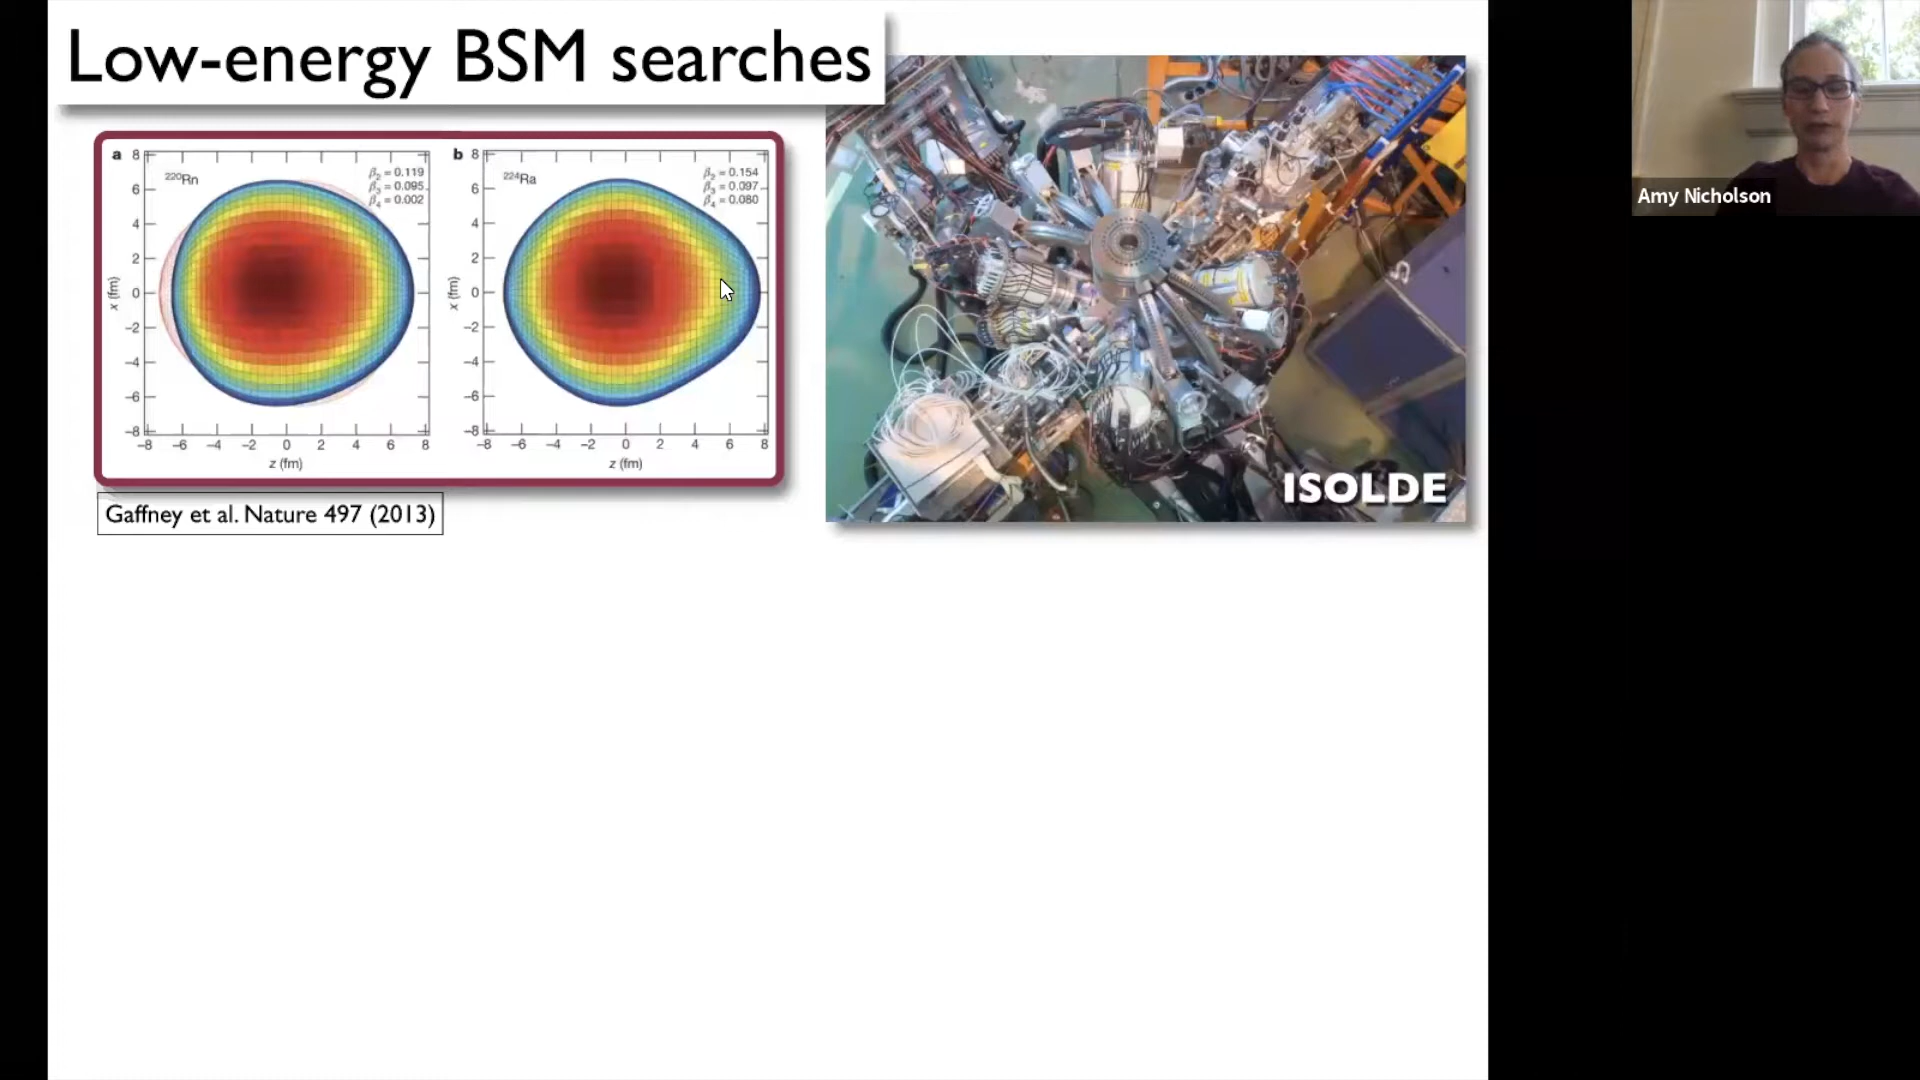 Low-energy BSM searches
a
8
6
4
2
0
−2
−4
−6
−8
x (fm)
²²⁰Rn
β₂ = 0.119
β₃ = 0.095
β₄ = 0.002
−8 −6 −4 −2 0 2 4 6 8
z (fm)
b
8
6
4
2
0
−2
−4
−6
−8
x (fm)
²²⁴Ra
β₂ = 0.154
β₃ = 0.097
β₄ = 0.080
−8 −6 −4 −2 0 2 4 6 8
z (fm)
Gaffney et al. Nature 497 (2013)
ISOLDE
Amy Nicholson